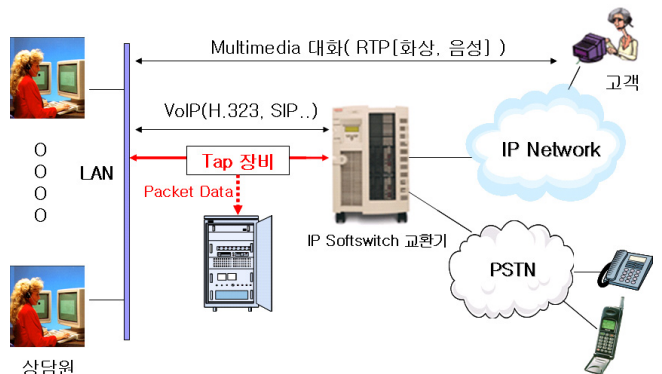 Multimedia 대화( RTP[화상, 음성] )
고객
VoIP(H.323, SIP..)
IP Network
O
O
O
O
LAN
Tap 장비
Packet Data
IP Softswitch 교환기
PSTN
상담원